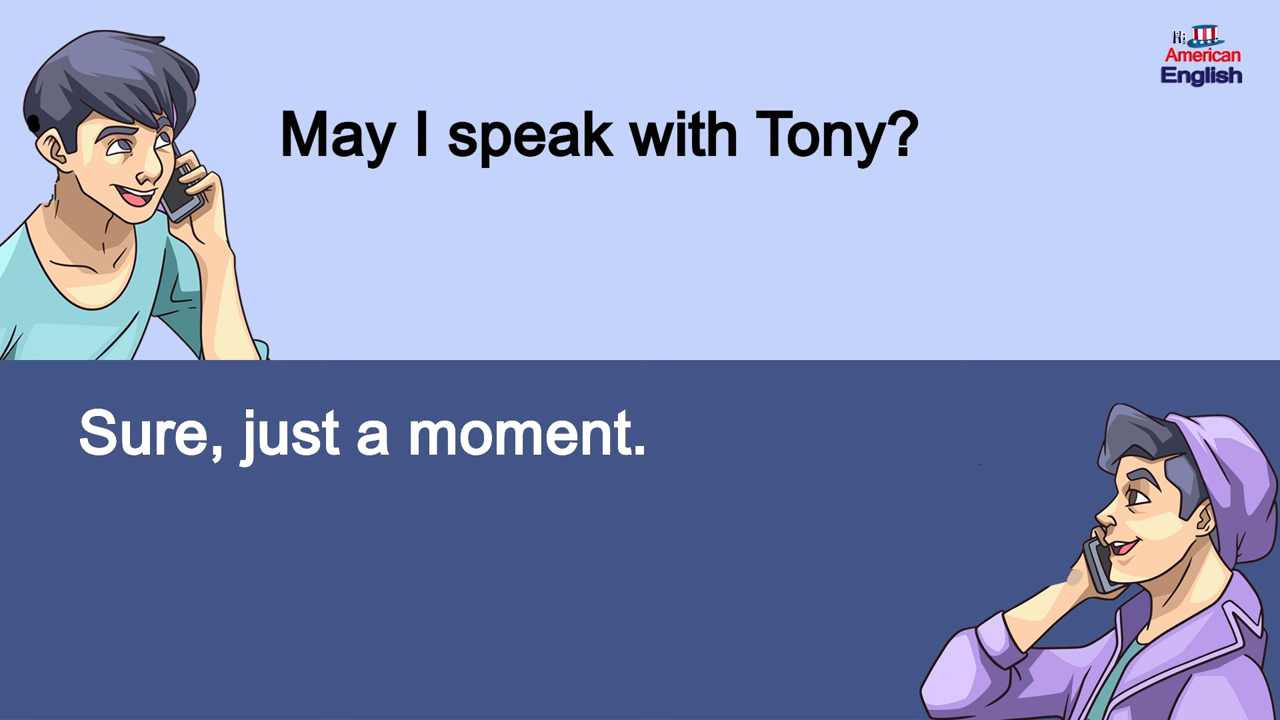 Hi
American
English
May I speak with Tony?
Sure, just a moment.